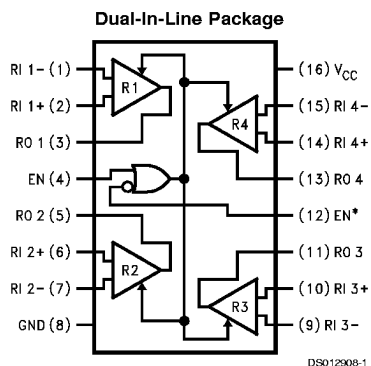 Dual-In-Line Package
RI 1- (1)
RI 1+ (2)
RO 1 (3)
EN (4)
RO 2 (5)
RI 2+ (6)
RI 2- (7)
GND (8)
R1
R2
R4
R3
(16) VCC
(15) RI 4-
(14) RI 4+
(13) RO 4
(12) EN*
(11) RO 3
(10) RI 3+
(9) RI 3-
DS012908-1